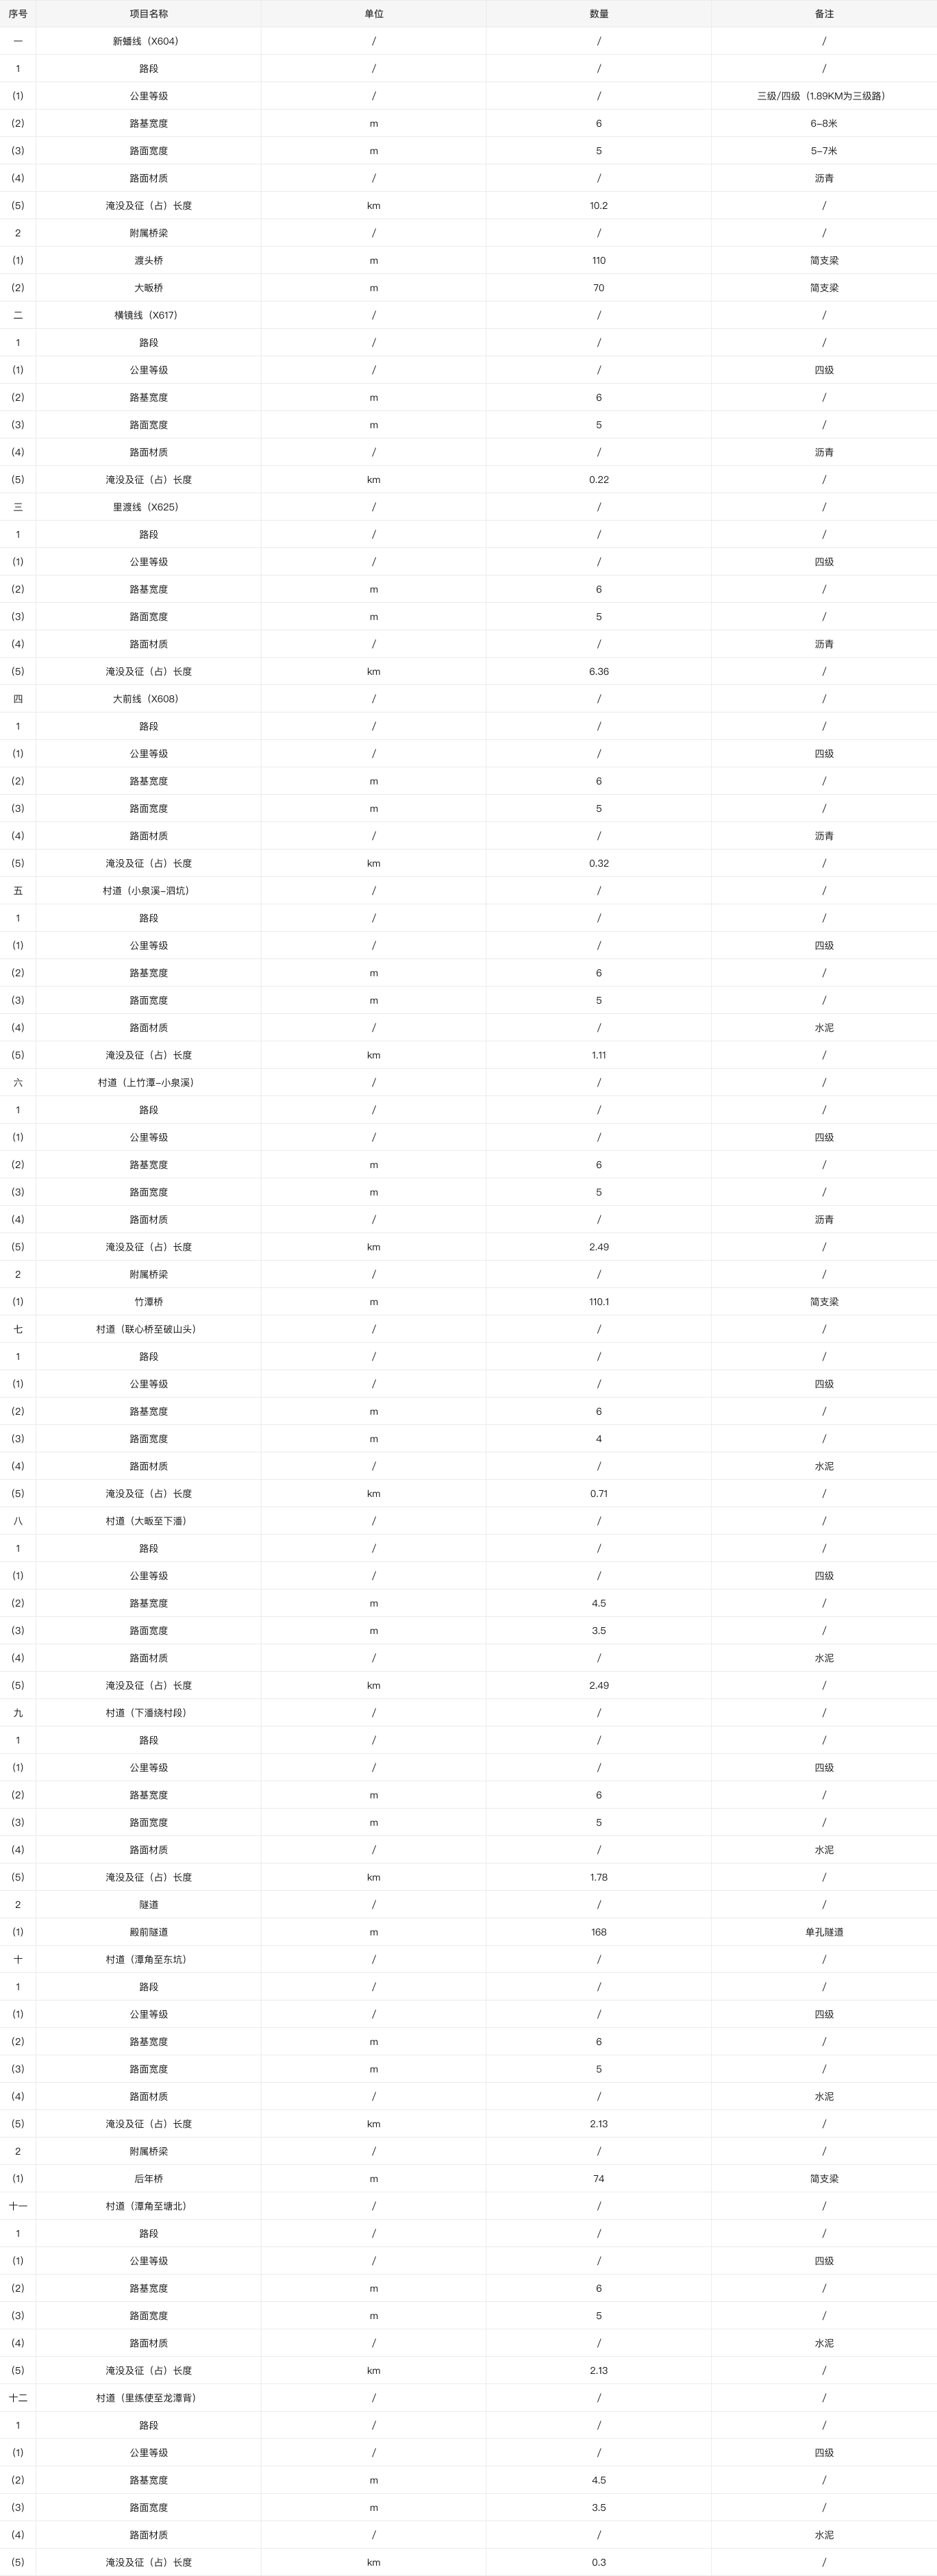 序号 项目名称 单位 数量 备注
一 新蟠线（X604） / / /
1 路段 / / /
(1) 公里等级 / / 三级/四级（1.89KM为三级路）
(2) 路基宽度 m 6 6–8米
(3) 路面宽度 m 5 5–7米
(4) 路面材质 / / 沥青
(5) 淹没及征（占）长度 km 10.2 /
2 附属桥梁 / / /
(1) 渡头桥 m 110 简支梁
(2) 大畈桥 m 70 简支梁
二 横镜线（X617） / / /
1 路段 / / /
(1) 公里等级 / / 四级
(2) 路基宽度 m 6 /
(3) 路面宽度 m 5 /
(4) 路面材质 / / 沥青
(5) 淹没及征（占）长度 km 0.22 /
三 里渡线（X625） / / /
1 路段 / / /
(1) 公里等级 / / 四级
(2) 路基宽度 m 6 /
(3) 路面宽度 m 5 /
(4) 路面材质 / / 沥青
(5) 淹没及征（占）长度 km 6.36 /
四 大前线（X608） / / /
1 路段 / / /
(1) 公里等级 / / 四级
(2) 路基宽度 m 6 /
(3) 路面宽度 m 5 /
(4) 路面材质 / / 沥青
(5) 淹没及征（占）长度 km 0.32 /
五 村道（小泉溪–泗坑） / / /
1 路段 / / /
(1) 公里等级 / / 四级
(2) 路基宽度 m 6 /
(3) 路面宽度 m 5 /
(4) 路面材质 / / 水泥
(5) 淹没及征（占）长度 km 1.11 /
六 村道（上竹潭–小泉溪） / / /
1 路段 / / /
(1) 公里等级 / / 四级
(2) 路基宽度 m 6 /
(3) 路面宽度 m 5 /
(4) 路面材质 / / 沥青
(5) 淹没及征（占）长度 km 2.49 /
2 附属桥梁 / / /
(1) 竹潭桥 m 110.1 简支梁
七 村道（联心桥至破山头） / / /
1 路段 / / /
(1) 公里等级 / / 四级
(2) 路基宽度 m 6 /
(3) 路面宽度 m 4 /
(4) 路面材质 / / 水泥
(5) 淹没及征（占）长度 km 0.71 /
八 村道（大畈至下潘） / / /
1 路段 / / /
(1) 公里等级 / / 四级
(2) 路基宽度 m 4.5 /
(3) 路面宽度 m 3.5 /
(4) 路面材质 / / 水泥
(5) 淹没及征（占）长度 km 2.49 /
九 村道（下潘绕村段） / / /
1 路段 / / /
(1) 公里等级 / / 四级
(2) 路基宽度 m 6 /
(3) 路面宽度 m 5 /
(4) 路面材质 / / 水泥
(5) 淹没及征（占）长度 km 1.78 /
2 隧道 / / /
(1) 殿前隧道 m 168 单孔隧道
十 村道（潭角至东坑） / / /
1 路段 / / /
(1) 公里等级 / / 四级
(2) 路基宽度 m 6 /
(3) 路面宽度 m 5 /
(4) 路面材质 / / 水泥
(5) 淹没及征（占）长度 km 2.13 /
2 附属桥梁 / / /
(1) 后年桥 m 74 简支梁
十一 村道（潭角至塘北） / / /
1 路段 / / /
(1) 公里等级 / / 四级
(2) 路基宽度 m 6 /
(3) 路面宽度 m 5 /
(4) 路面材质 / / 水泥
(5) 淹没及征（占）长度 km 2.13 /
十二 村道（里练使至龙潭背） / / /
1 路段 / / /
(1) 公里等级 / / 四级
(2) 路基宽度 m 4.5 /
(3) 路面宽度 m 3.5 /
(4) 路面材质 / / 水泥
(5) 淹没及征（占）长度 km 0.3 /